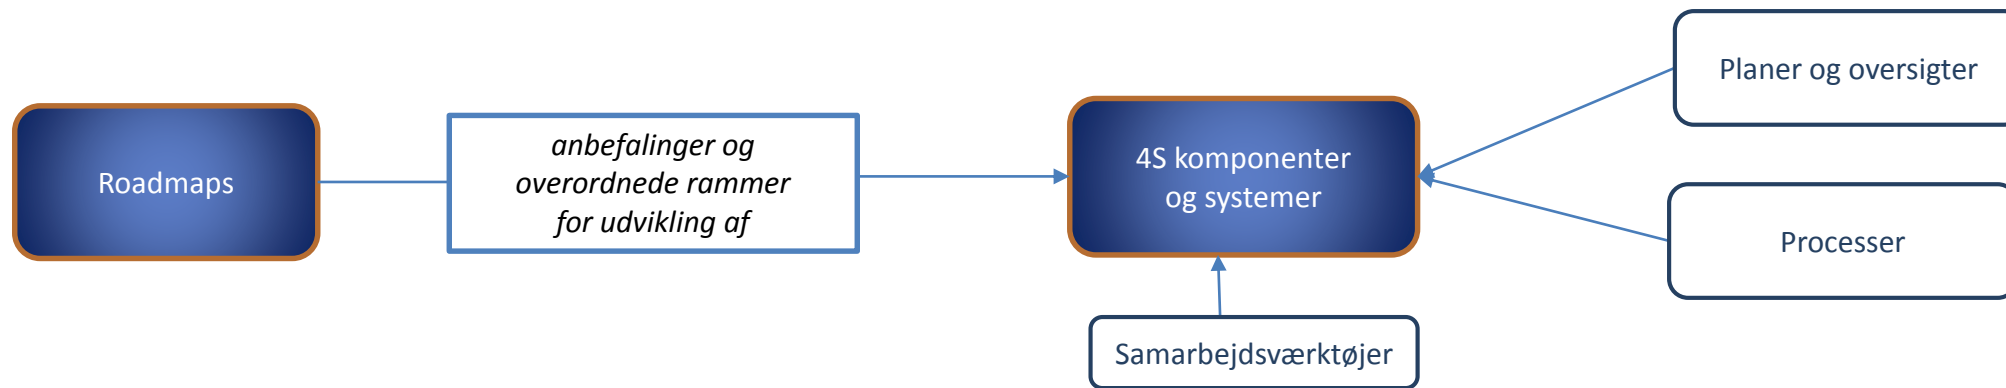 Roadmaps
anbefalinger og
overordnede rammer
for udvikling af
4S komponenter
og systemer
Planer og oversigter
Processer
Samarbejdsværktøjer